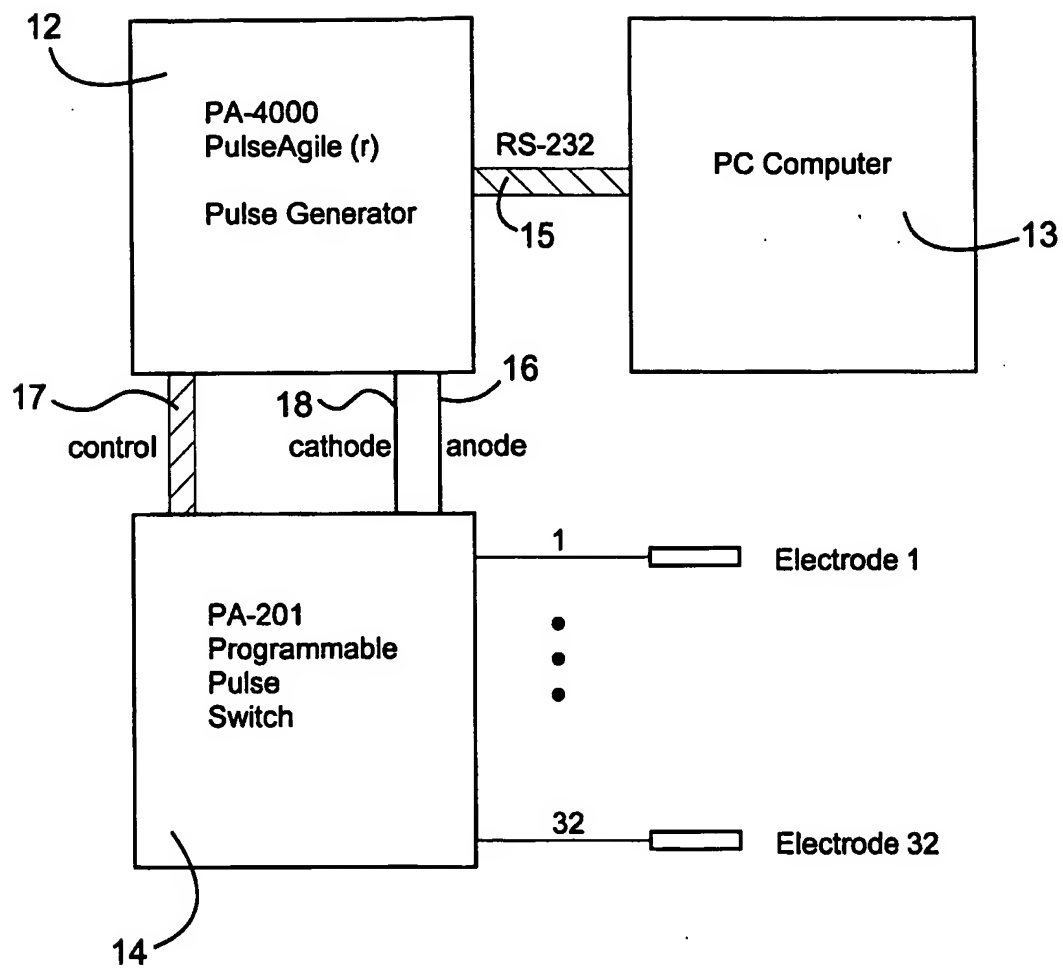 12
PA-4000
PulseAgile (r)
Pulse Generator
RS-232
15
PC Computer
13
17
control
18
cathode
16
anode
PA-201
Programmable
Pulse
Switch
14
1
Electrode 1
32
Electrode 32